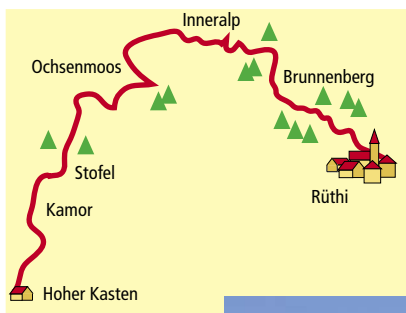 Inneralp
Ochsenmoos
Brunnenberg
Stofel
Rüthi
Kamor
Hoher Kasten